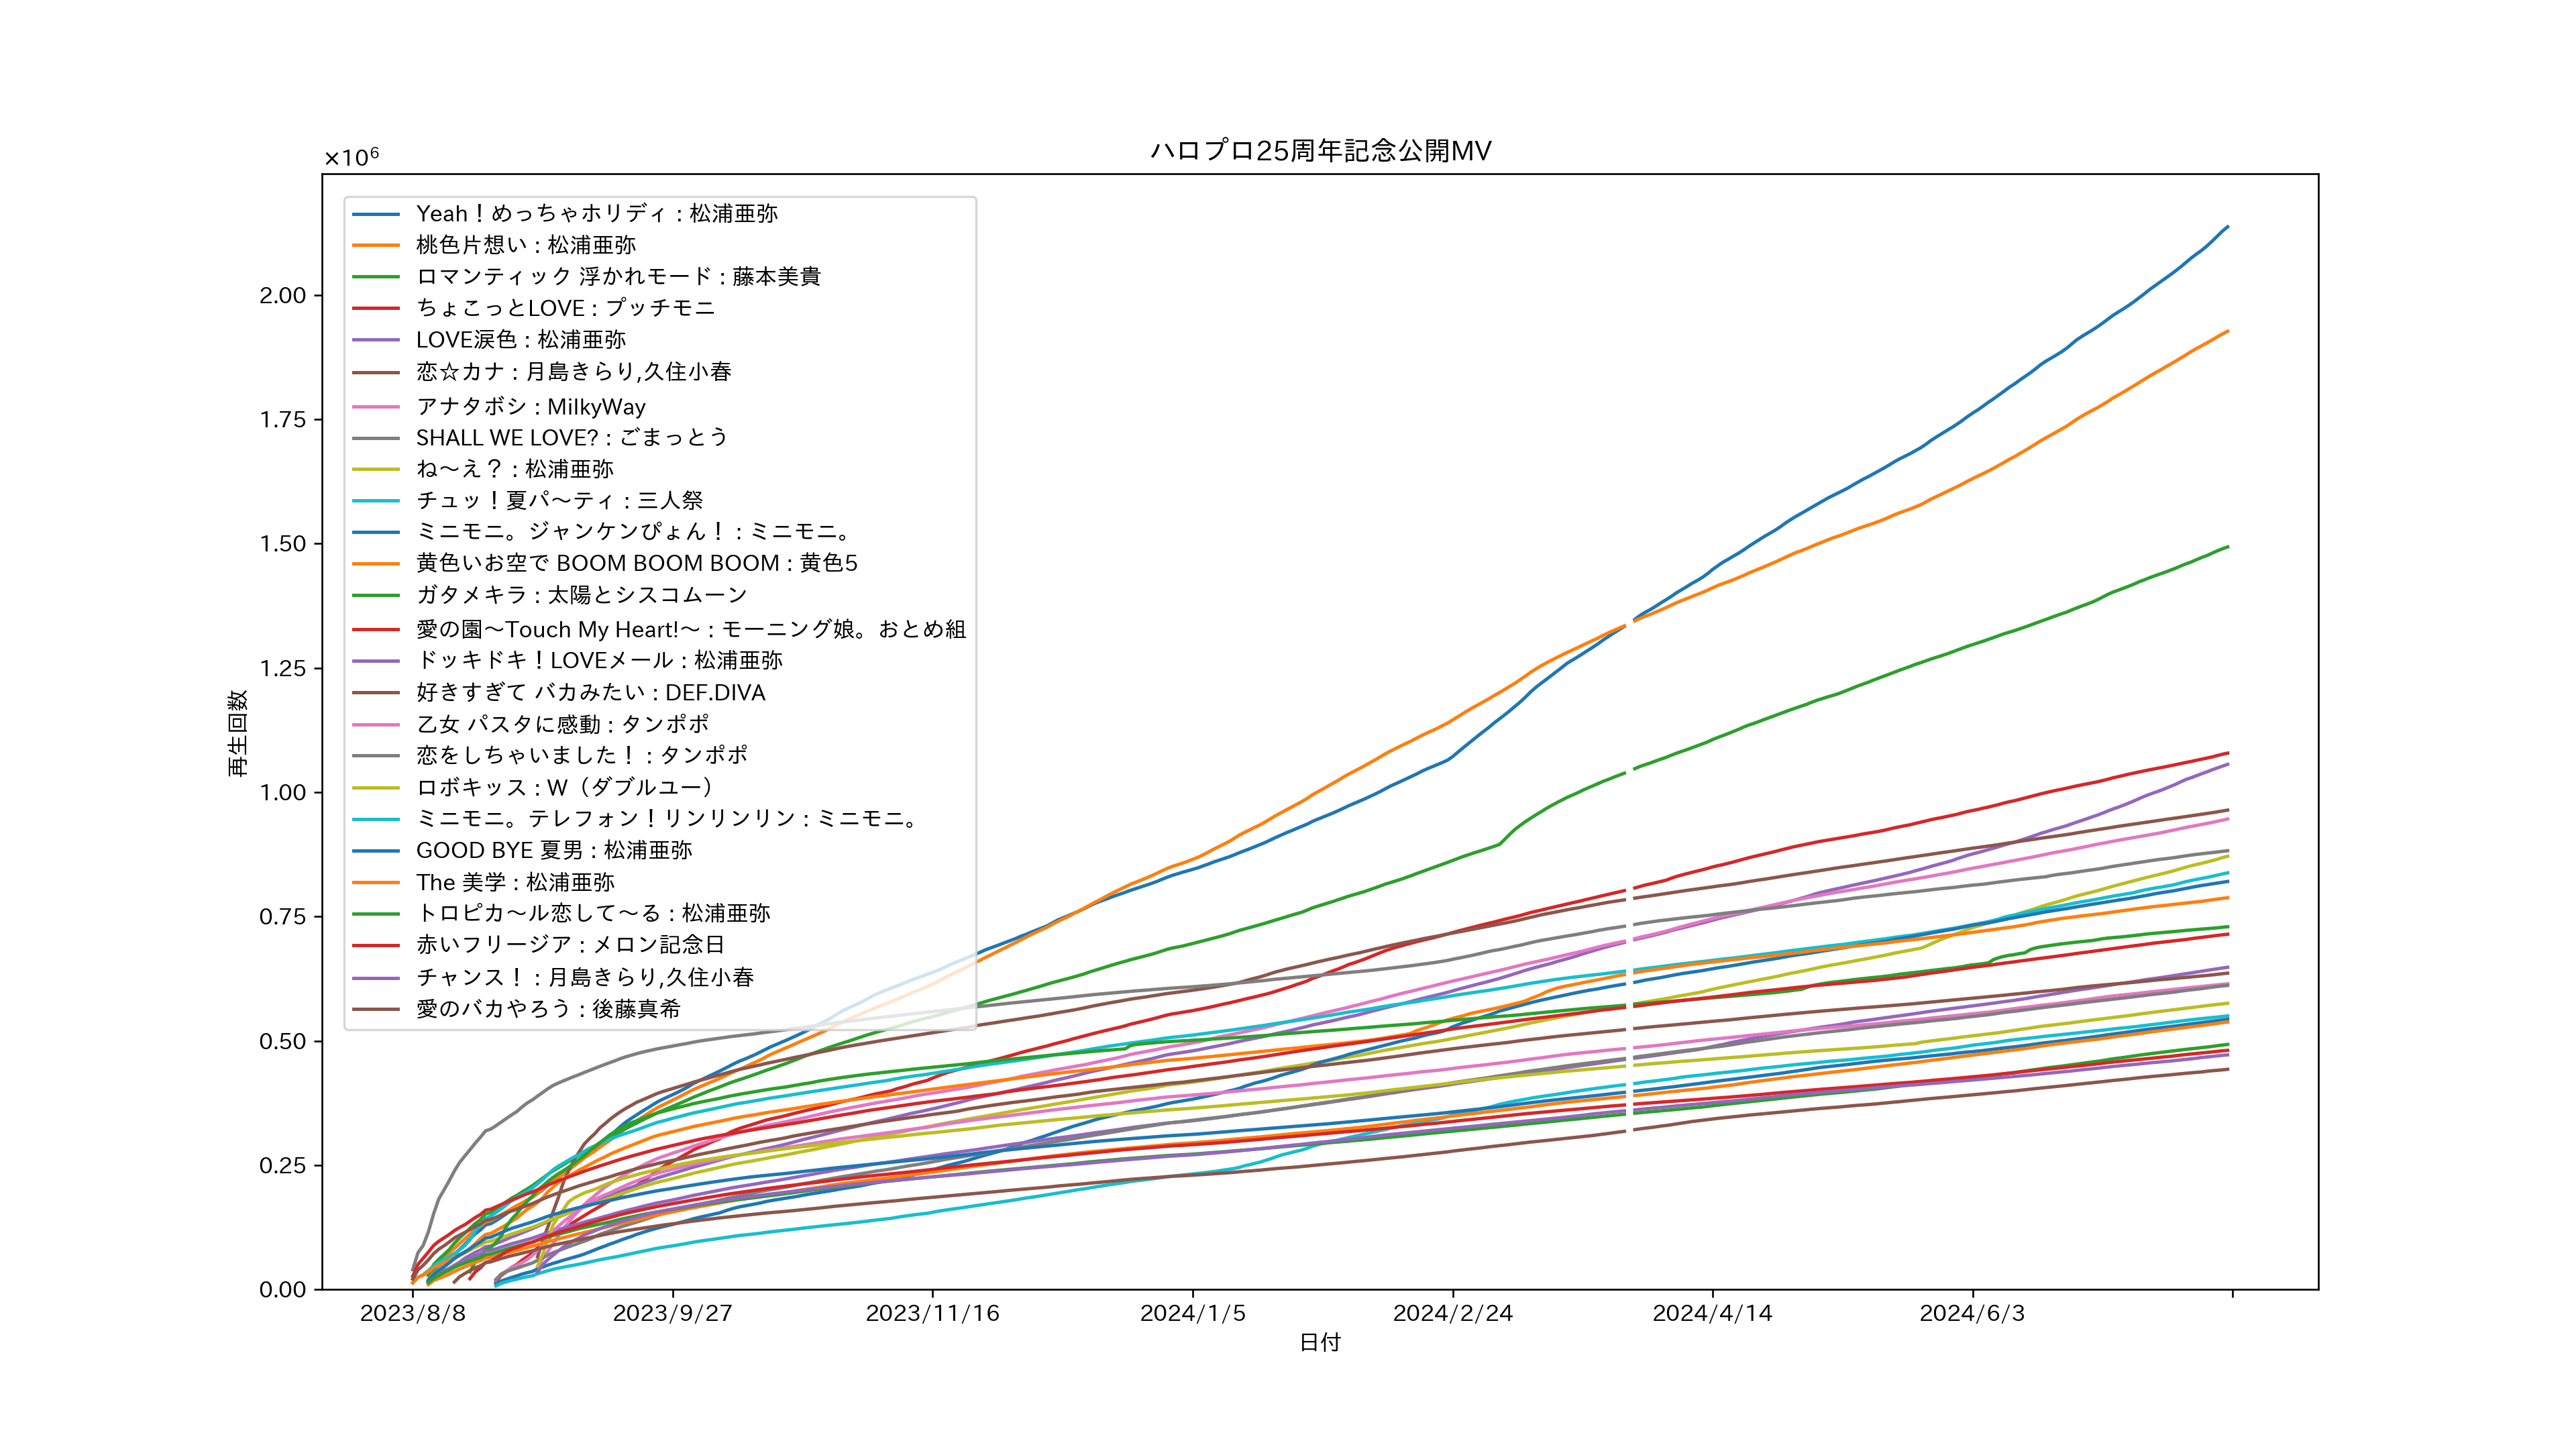 ハロプロ25周年記念公開MV
×10⁶
Yeah！めっちゃホリディ : 松浦亜弥
桃色片想い : 松浦亜弥
ロマンティック 浮かれモード : 藤本美貴
ちょこっとLOVE : プッチモニ
LOVE涙色 : 松浦亜弥
恋☆カナ : 月島きらり,久住小春
アナタボシ : MilkyWay
SHALL WE LOVE? : ごまっとう
ね～え？ : 松浦亜弥
チュッ！夏パ～ティ : 三人祭
ミニモニ。ジャンケンぴょん！ : ミニモニ。
黄色いお空で BOOM BOOM BOOM : 黄色5
ガタメキラ : 太陽とシスコムーン
愛の園～Touch My Heart!～ : モーニング娘。おとめ組
ドッキドキ！LOVEメール : 松浦亜弥
好きすぎて バカみたい : DEF.DIVA
乙女 パスタに感動 : タンポポ
恋をしちゃいました！ : タンポポ
ロボキッス : W（ダブルユー）
ミニモニ。テレフォン！リンリンリン : ミニモニ。
GOOD BYE 夏男 : 松浦亜弥
The 美学 : 松浦亜弥
トロピカ～ル恋して～る : 松浦亜弥
赤いフリージア : メロン記念日
チャンス！ : 月島きらり,久住小春
愛のバカやろう : 後藤真希
2.00
1.75
1.50
1.25
1.00
0.75
0.50
0.25
0.00
再生回数
2023/8/8
2023/9/27
2023/11/16
2024/1/5
2024/2/24
2024/4/14
2024/6/3
日付